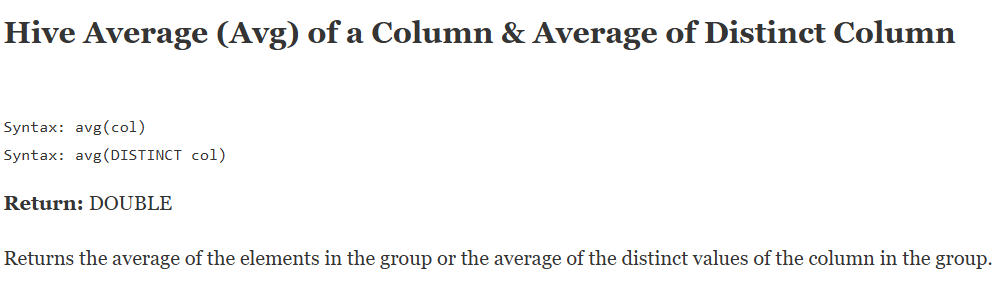 Hive Average (Avg) of a Column & Average of Distinct Column
Syntax: avg(col)
Syntax: avg(DISTINCT col)
Return: DOUBLE
Returns the average of the elements in the group or the average of the distinct values of the column in the group.